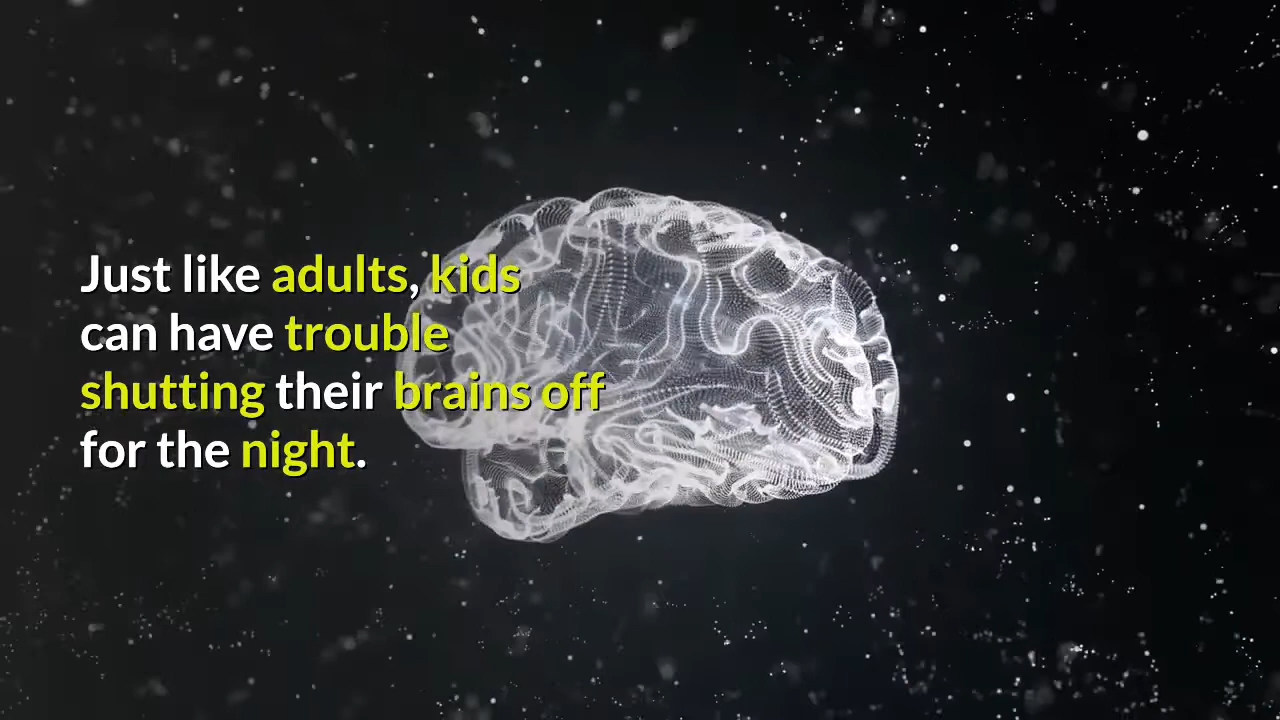 Just like adults, kids
can have trouble
shutting their brains off
for the night.